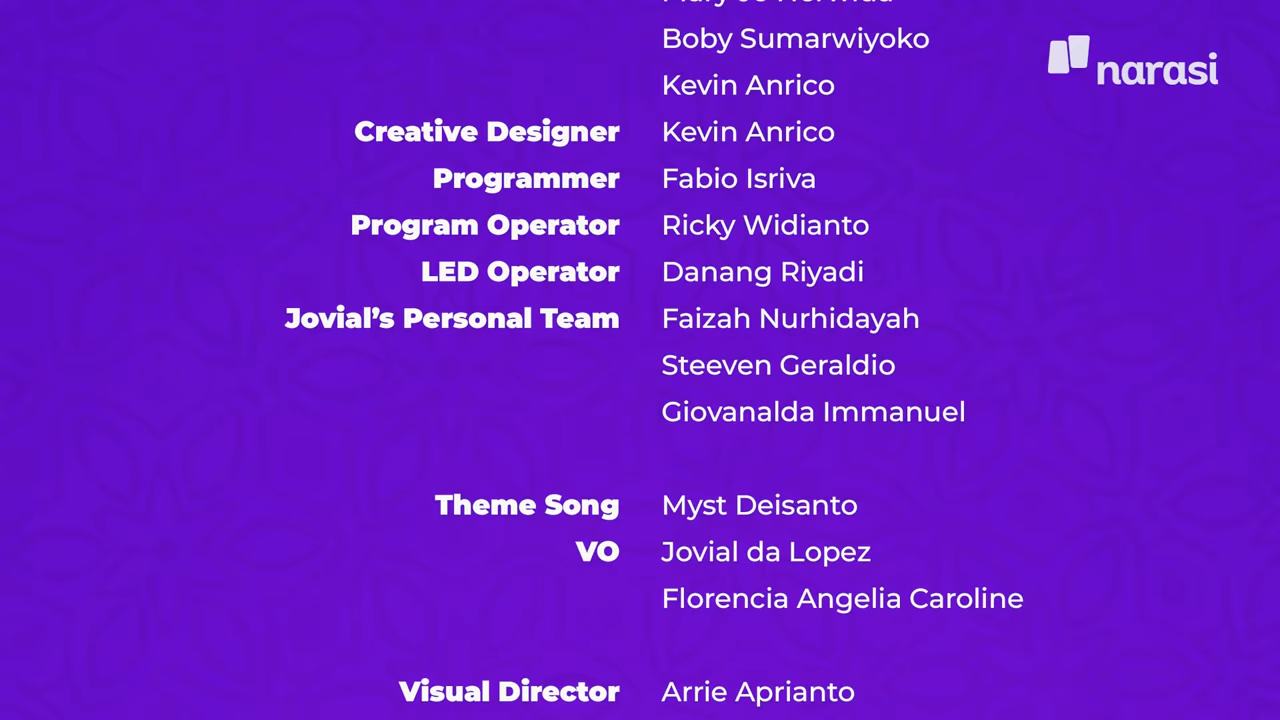 Boby Sumarwiyoko
narasi
Kevin Anrico
Creative Designer Kevin Anrico
Programmer Fabio Isriva
Program Operator Ricky Widianto
LED Operator Danang Riyadi
Jovial’s Personal Team Faizah Nurhidayah
Steeven Geraldio
Giovanalda Immanuel
Theme Song Myst Deisanto
VO Jovial da Lopez
Florencia Angelia Caroline
Visual Director Arrie Aprianto